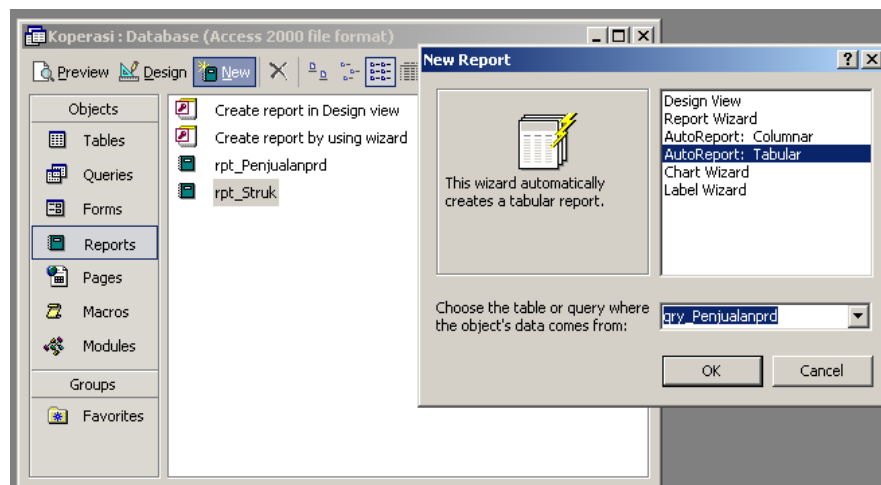 Koperasi : Database (Access 2000 file format)
Preview Design New
Objects
Tables
Queries
Forms
Reports
Pages
Macros
Modules
Groups
Favorites
Create report in Design view
Create report by using wizard
rpt_Penjualanprd
rpt_Struk
New Report
This wizard automatically
creates a tabular report.
Design View
Report Wizard
AutoReport: Columnar
AutoReport: Tabular
Chart Wizard
Label Wizard
Choose the table or query where
the object's data comes from:
qry_Penjualanprd
OK Cancel